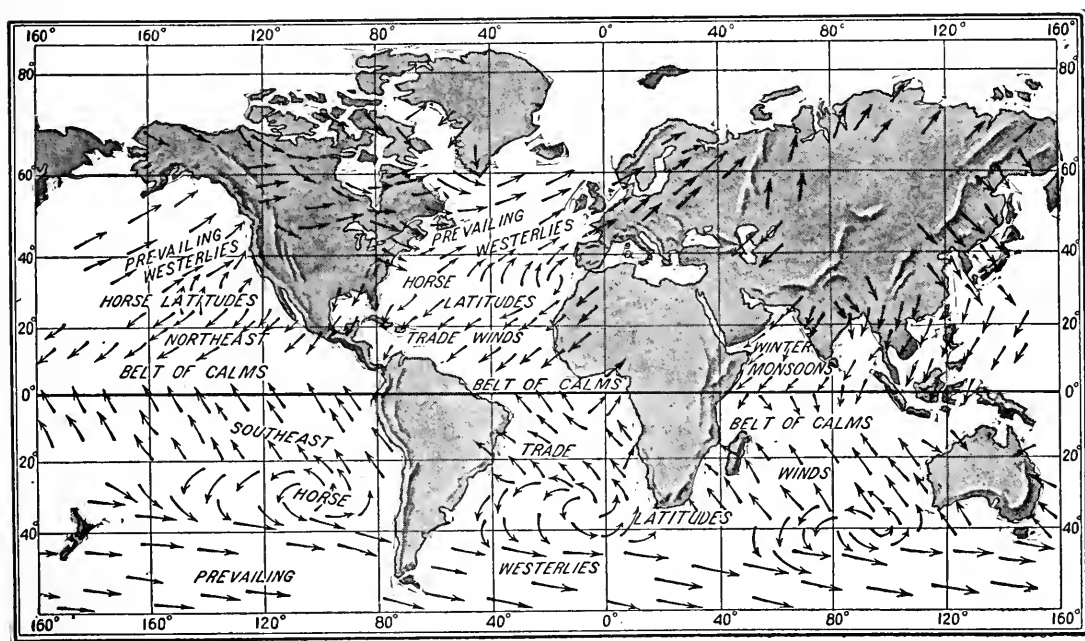 160° 160° 120° 80° 40° 0° 40° 80° 120° 160°
80° 80°
60° 60°
PREVAILING WESTERLIES
PREVAILING WESTERLIES
40° 40°
HORSE LATITUDES
HORSE LATITUDES
20° 20°
NORTHEAST TRADE WINDS
WINTER MONSOONS
BELT OF CALMS BELT OF CALMS
0° 0°
BELT OF CALMS
SOUTHEAST TRADE WINDS
20° 20°
HORSE LATITUDES
40° 40°
PREVAILING WESTERLIES
160° 160° 120° 80° 40° 0° 40° 80° 120° 160°